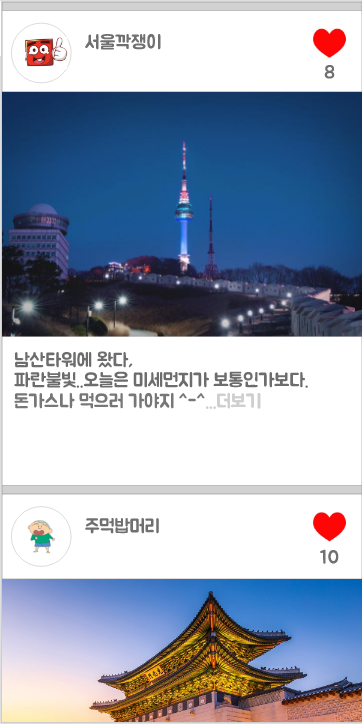 서울깍쟁이
8
남산타워에 왔다,
파란불빛..오늘은 미세먼지가 보통인가보다.
돈가스나 먹으러 가야지 ^-^...더보기
주먹밥머리
10